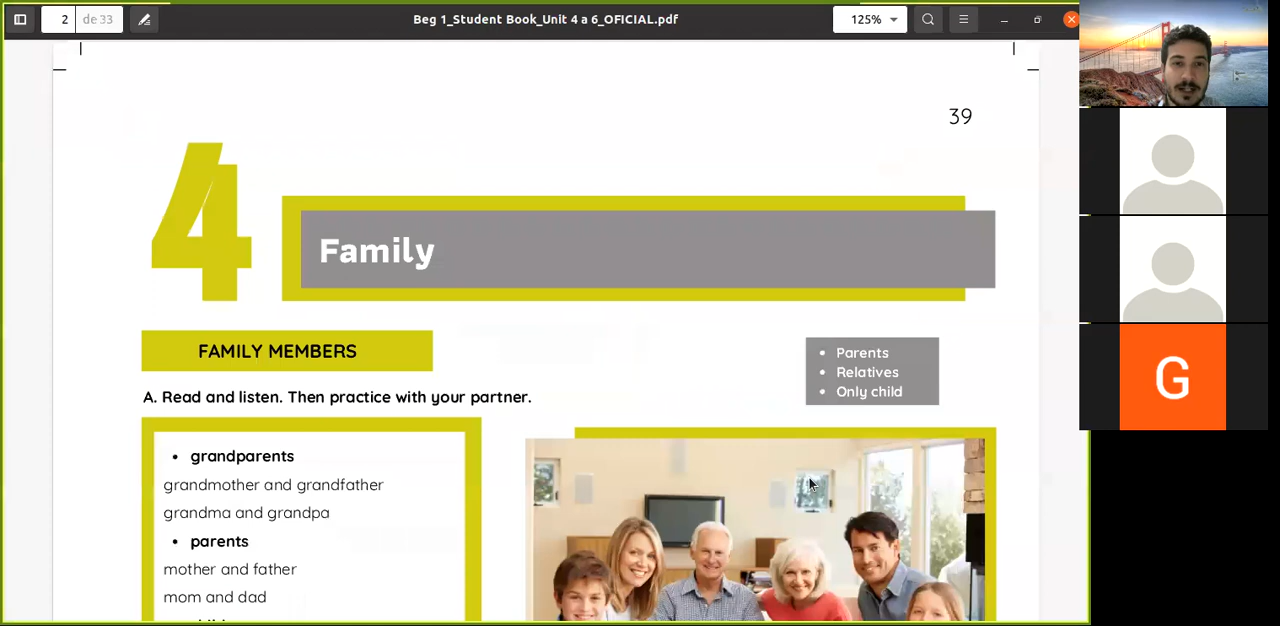 2 de 33
Beg 1_Student Book_Unit 4 a 6_OFICIAL.pdf
125%
39
4
Family
FAMILY MEMBERS
• Parents
• Relatives
• Only child
A. Read and listen. Then practice with your partner.
• grandparents
grandmother and grandfather
grandma and grandpa
• parents
mother and father
mom and dad
G